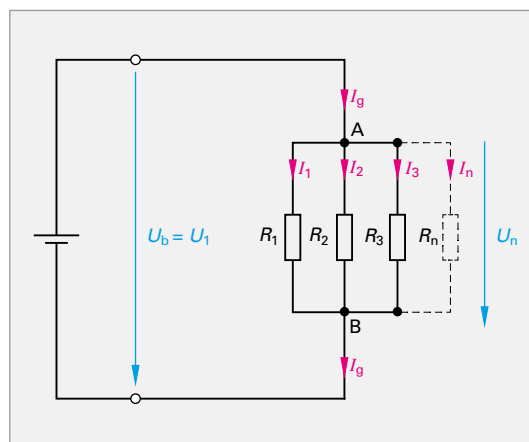 I_g
A
I_1 I_2 I_3 I_n
U_b = U_1 R_1 R_2 R_3 R_n U_n
B
I_g